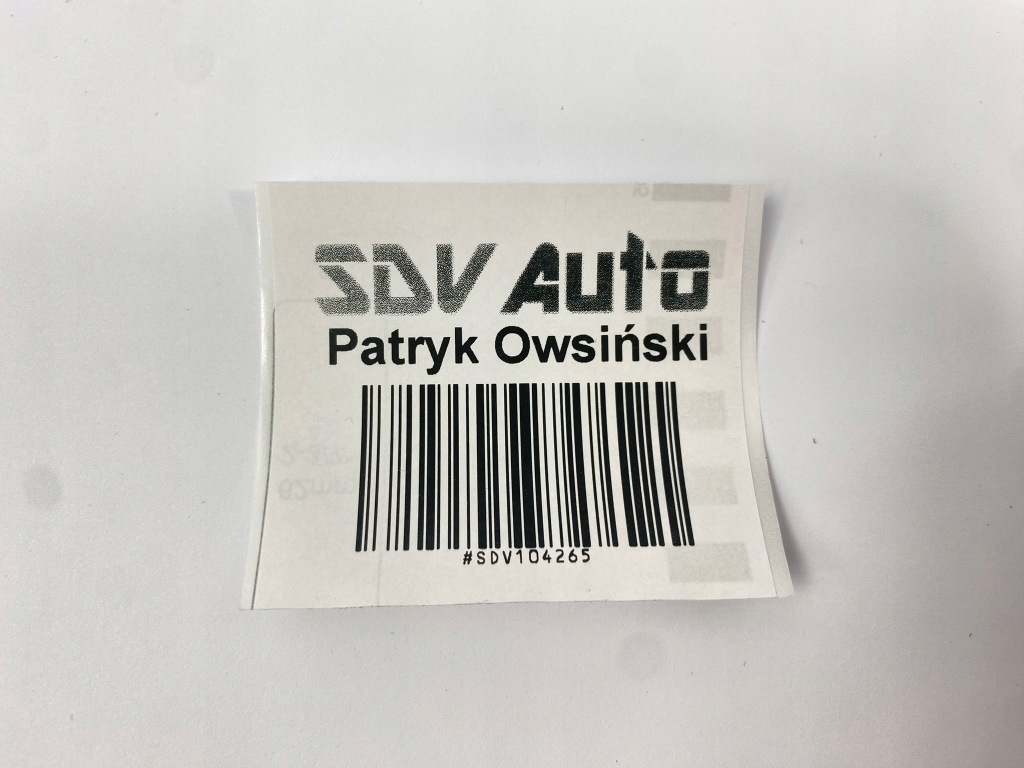 SDV Auto
Patryk Owsiński
#SDV104265